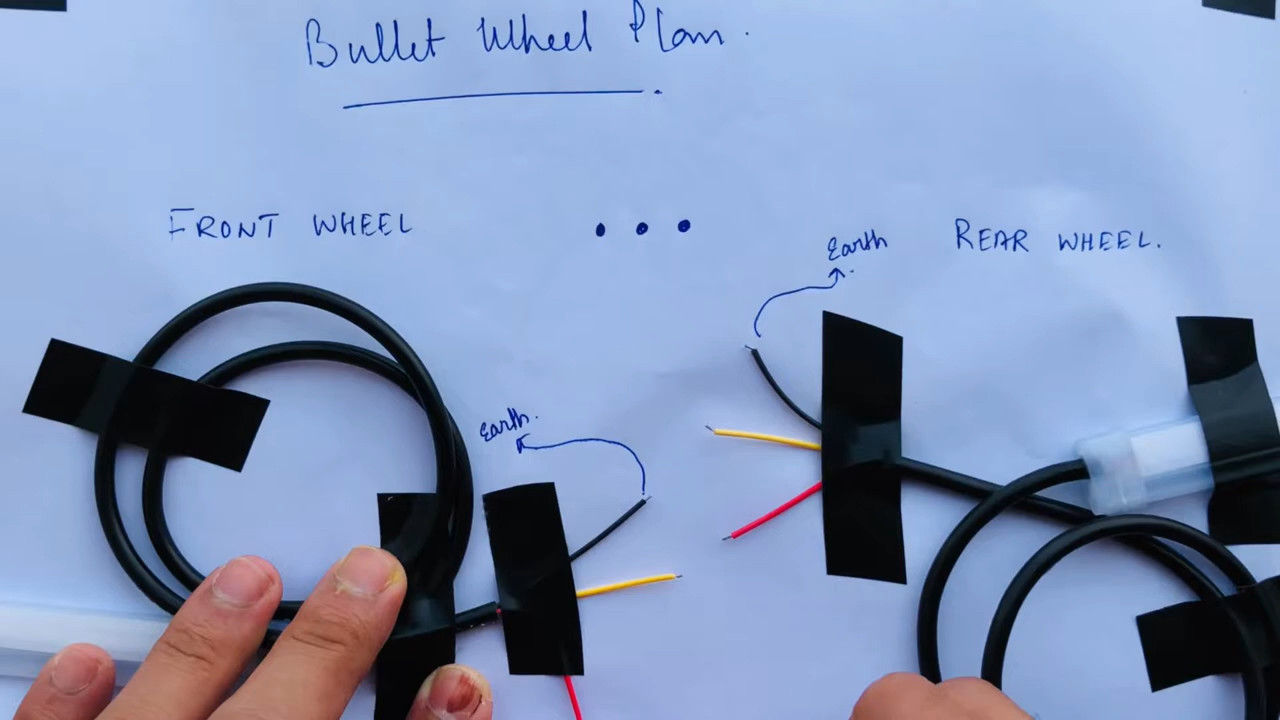 Bullet Wheel Plan.
FRONT WHEEL
...
REAR WHEEL.
Earth
Earth.